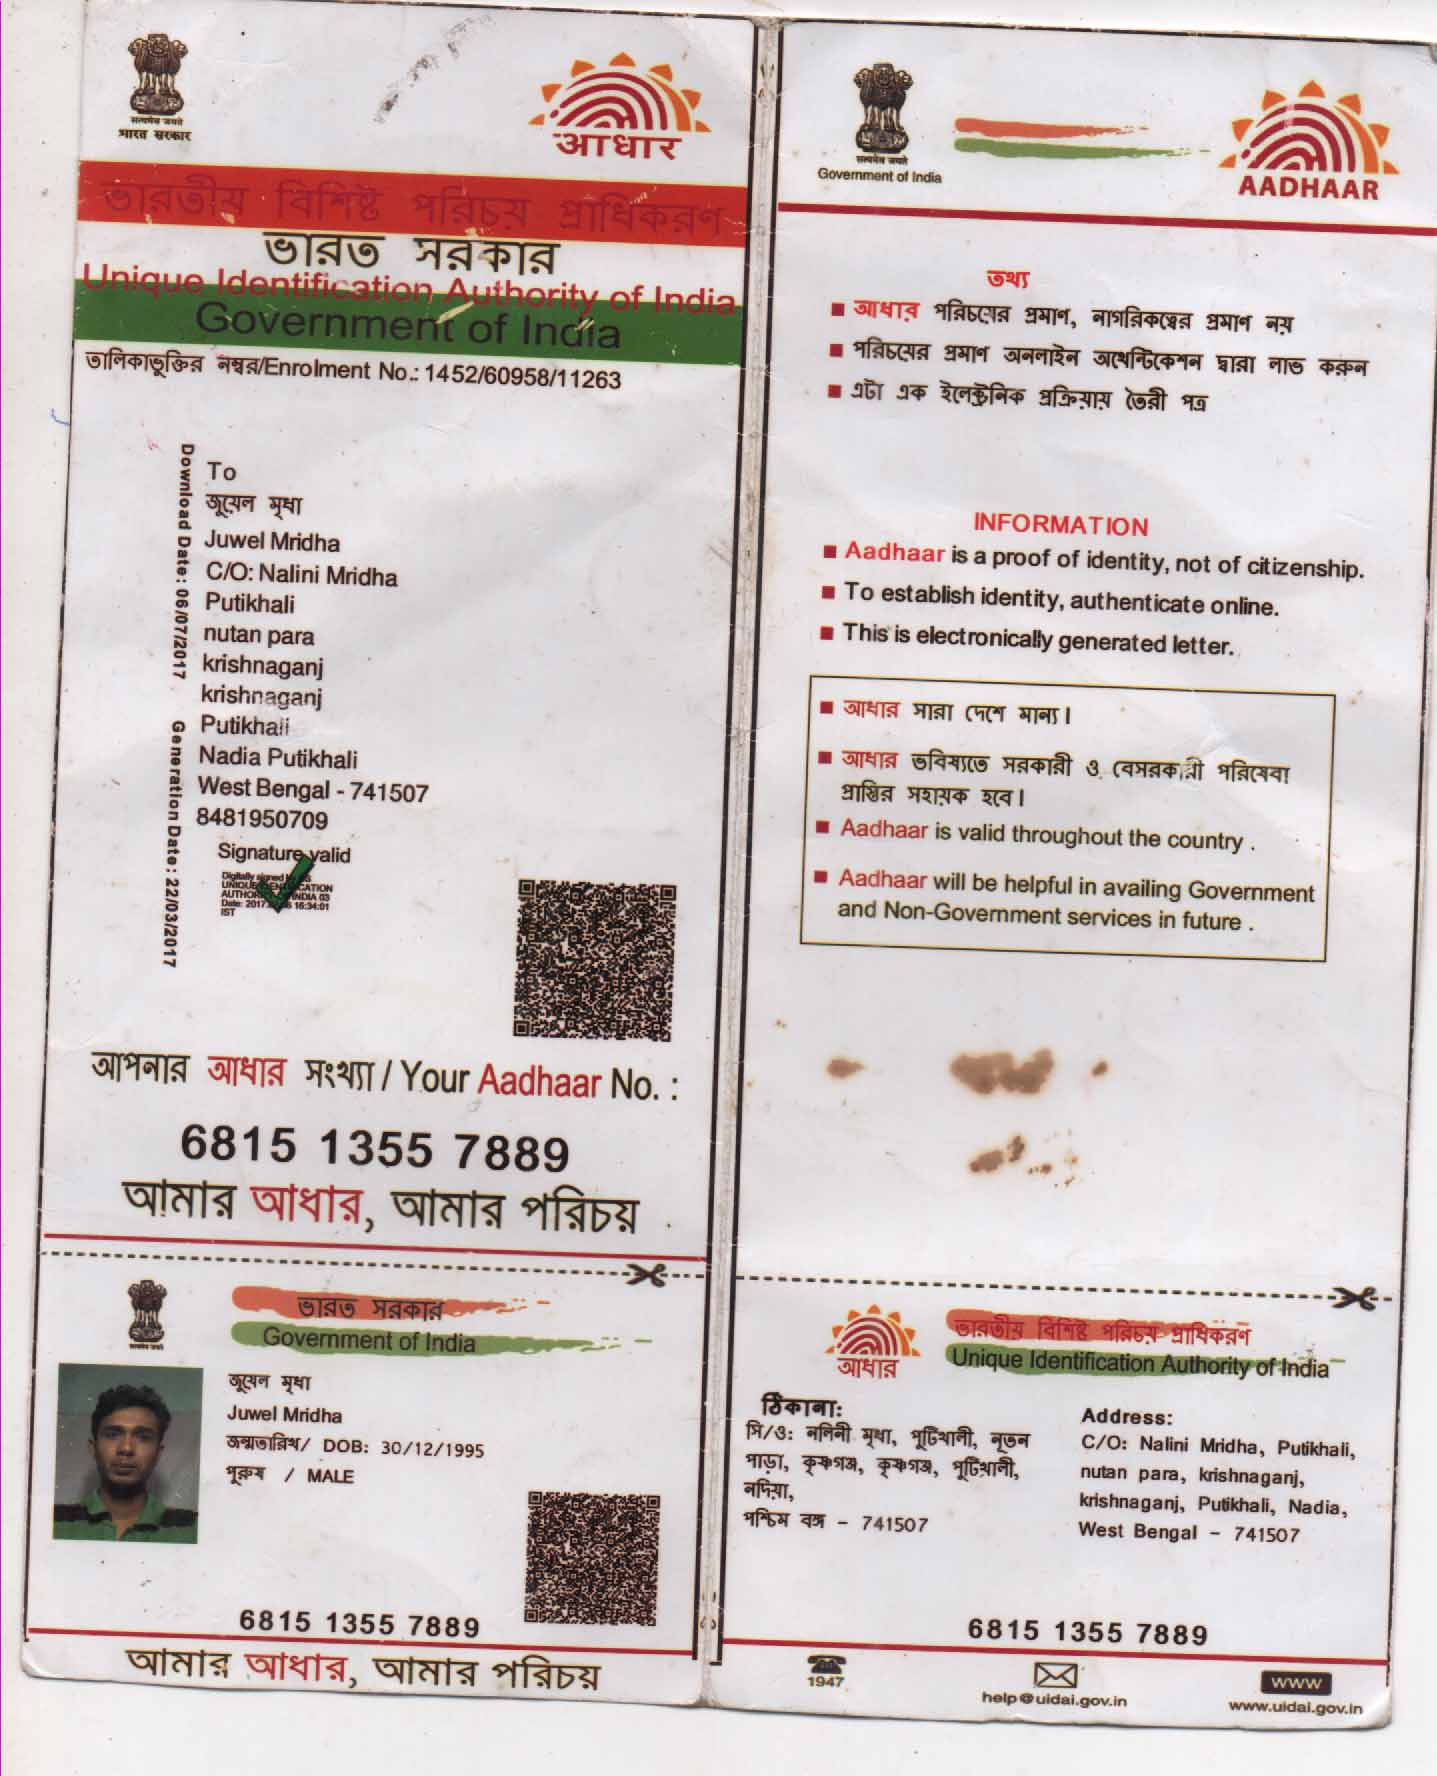 सत्यमेव जयते
भारत सरकार
आधार
ভারতীয় বিশিষ্ট পরিচয় প্রাধিকরণ
ভারত সরকার
Unique Identification Authority of India
Government of India
তালিকাভুক্তির নম্বর/Enrolment No.: 1452/60958/11263
Download Date: 06/07/2017
Generation Date: 22/03/2017
To
জুয়েল মৃধা
Juwel Mridha
C/O: Nalini Mridha
Putikhali
nutan para
krishnaganj
krishnaganj
Putikhali
Nadia Putikhali
West Bengal - 741507
8481950709
Signature valid
Digitally signed
UNIQUE
INDIA 03
Date: 2017 16:34:01
IST
আপনার আধার সংখ্যা / Your Aadhaar No. :
6815 1355 7889
আমার আধার, আমার পরিচয়
ভারত সরকার
Government of India
জুয়েল মৃধা
Juwel Mridha
জন্মতারিখ/ DOB: 30/12/1995
পুরুষ / MALE
6815 1355 7889
আমার আধার, আমার পরিচয়
सत्यमेव जयते
Government of India
AADHAAR
তথ্য
আধার পরিচয়ের প্রমাণ, নাগরিকত্বের প্রমাণ নয়
পরিচয়ের প্রমাণ অনলাইন অথেন্টিকেশন দ্বারা লাভ করুন
এটা এক ইলেক্ট্রনিক প্রক্রিয়ায় তৈরী পত্র
INFORMATION
Aadhaar is a proof of identity, not of citizenship.
To establish identity, authenticate online.
This is electronically generated letter.
আধার সারা দেশে মান্য।
আধার ভবিষ্যতে সরকারী ও বেসরকারী পরিষেবা
প্রাপ্তির সহায়ক হবে।
Aadhaar is valid throughout the country .
Aadhaar will be helpful in availing Government
and Non-Government services in future .
আধার
ভারতীয় বিশিষ্ট পরিচয় প্রাধিকরণ
Unique Identification Authority of India
ঠিকানা:
সি/ও: নলিনী মৃধা, পুটিখালী, নূতন
পাড়া, কৃষ্ণগঞ্জ, কৃষ্ণগঞ্জ, পুটিখালী,
নদিয়া,
পশ্চিম বঙ্গ - 741507
Address:
C/O: Nalini Mridha, Putikhali,
nutan para, krishnaganj,
krishnaganj, Putikhali, Nadia,
West Bengal - 741507
6815 1355 7889
1947
help@uidai.gov.in
www
www.uidai.gov.in